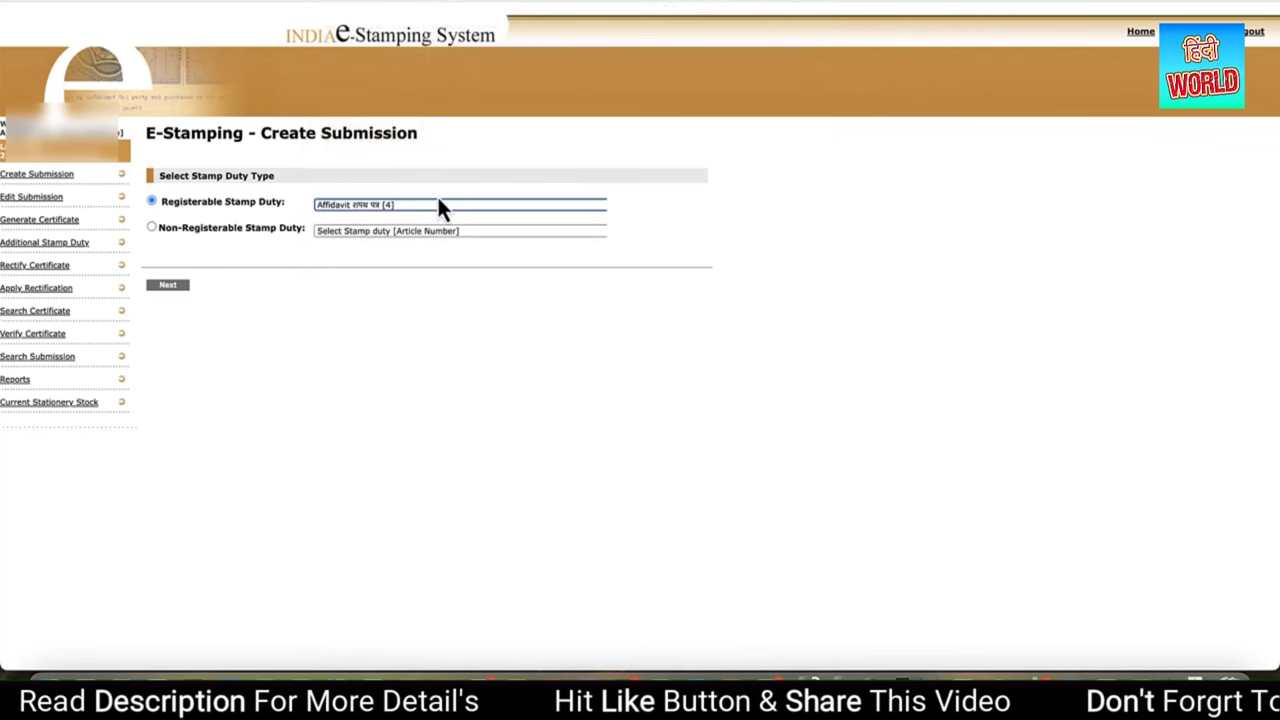 INDIA e-Stamping System
Home
gout
हिंदी
WORLD
E-Stamping - Create Submission
Select Stamp Duty Type
Registerable Stamp Duty:
Affidavit शपथ पत्र [4]
Non-Registerable Stamp Duty:
Select Stamp duty [Article Number]
Next
Create Submission
Edit Submission
Generate Certificate
Additional Stamp Duty
Rectify Certificate
Apply Rectification
Search Certificate
Verify Certificate
Search Submission
Reports
Current Stationery Stock
Read Description For More Detail's Hit Like Button & Share This Video Don't Forgrt To